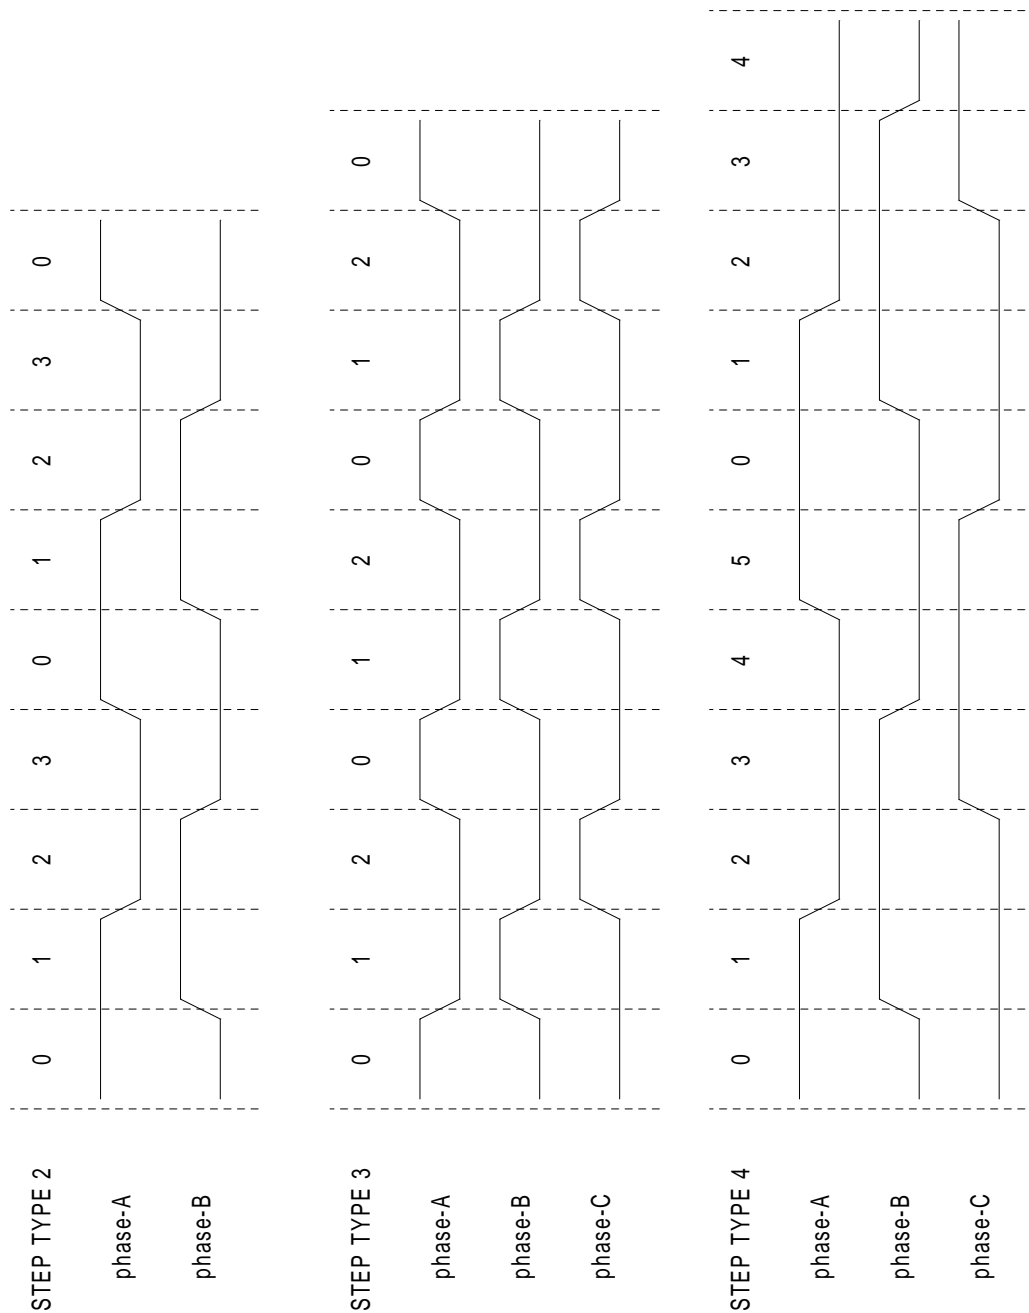 STEP TYPE 2 0 1 2 3 0 1 2 3 0
phase-A
phase-B
STEP TYPE 3 0 1 2 0 1 2 0 1 2 0
phase-A
phase-B
phase-C
STEP TYPE 4 0 1 2 3 4 5 0 1 2 3 4
phase-A
phase-B
phase-C